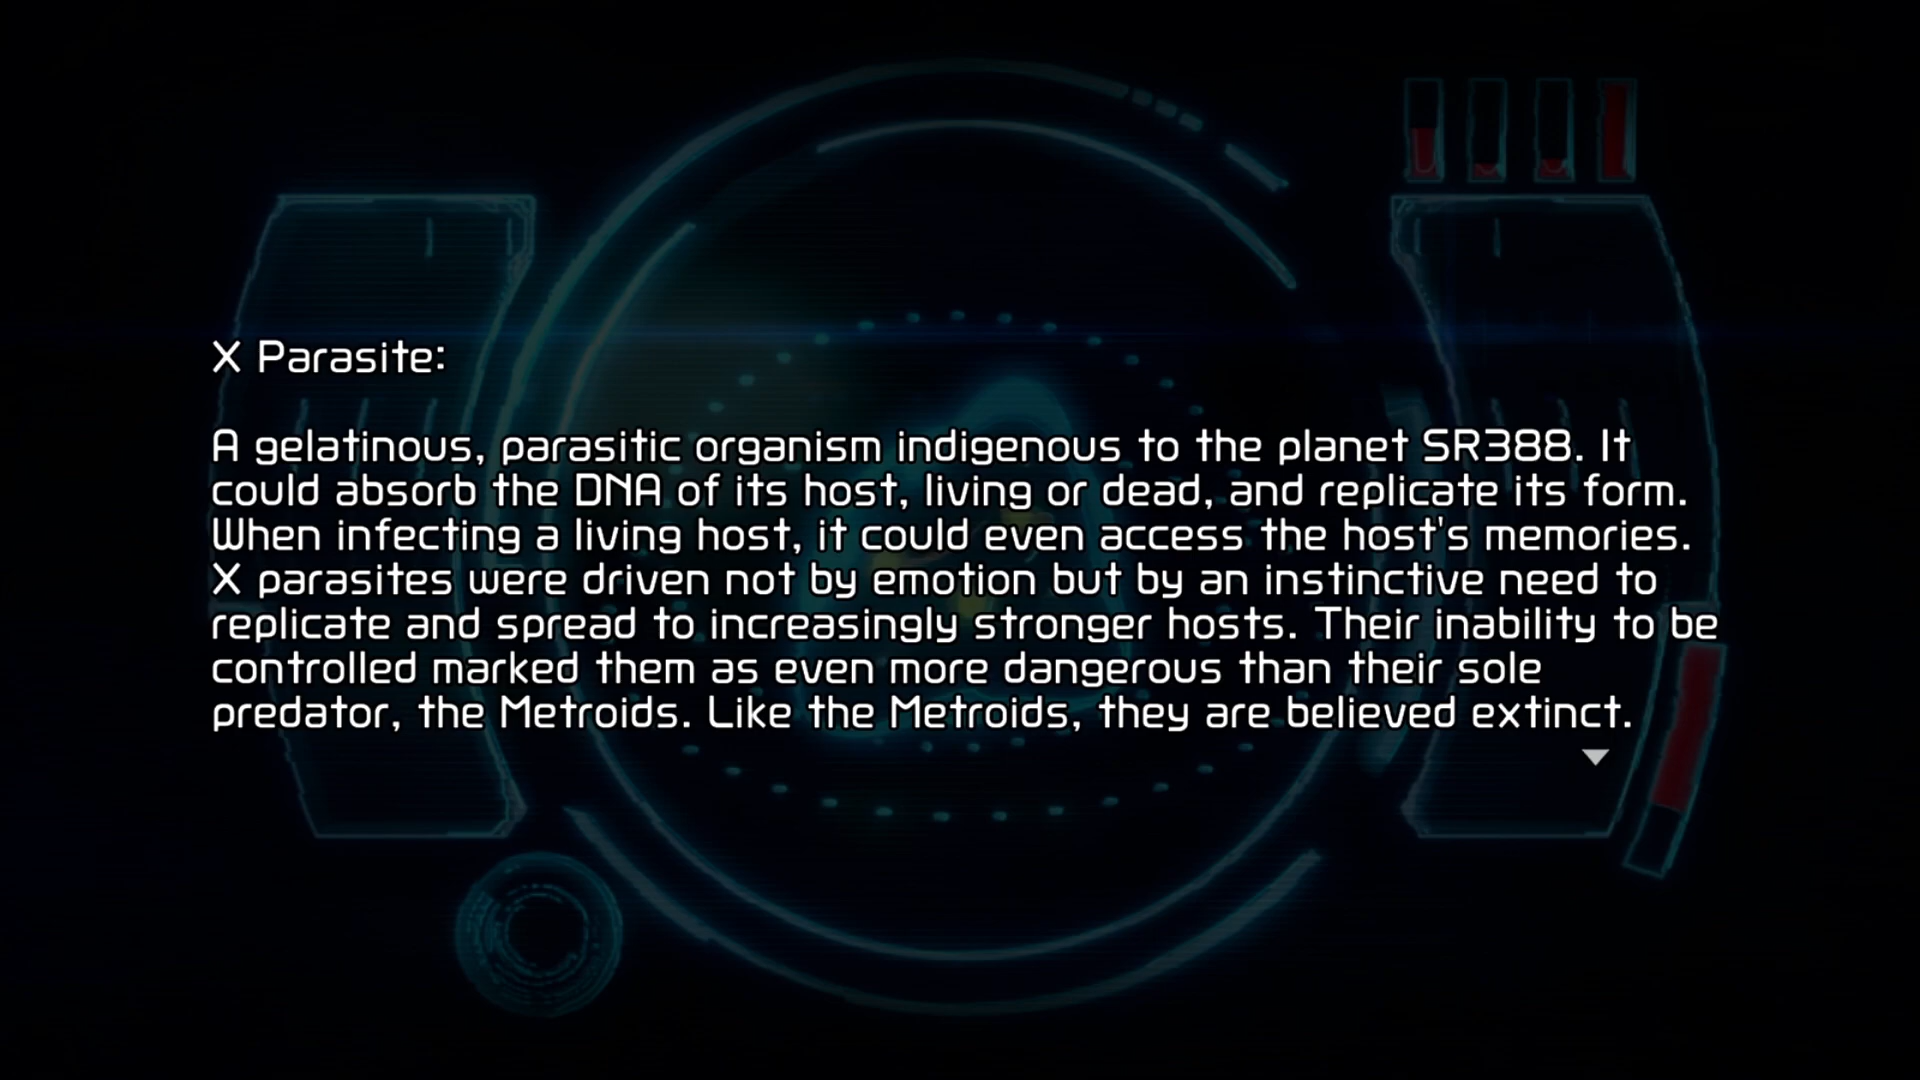 X Parasite:
A gelatinous, parasitic organism indigenous to the planet SR388. It
could absorb the DNA of its host, living or dead, and replicate its form.
When infecting a living host, it could even access the host's memories.
X parasites were driven not by emotion but by an instinctive need to
replicate and spread to increasingly stronger hosts. Their inability to be
controlled marked them as even more dangerous than their sole
predator, the Metroids. Like the Metroids, they are believed extinct.